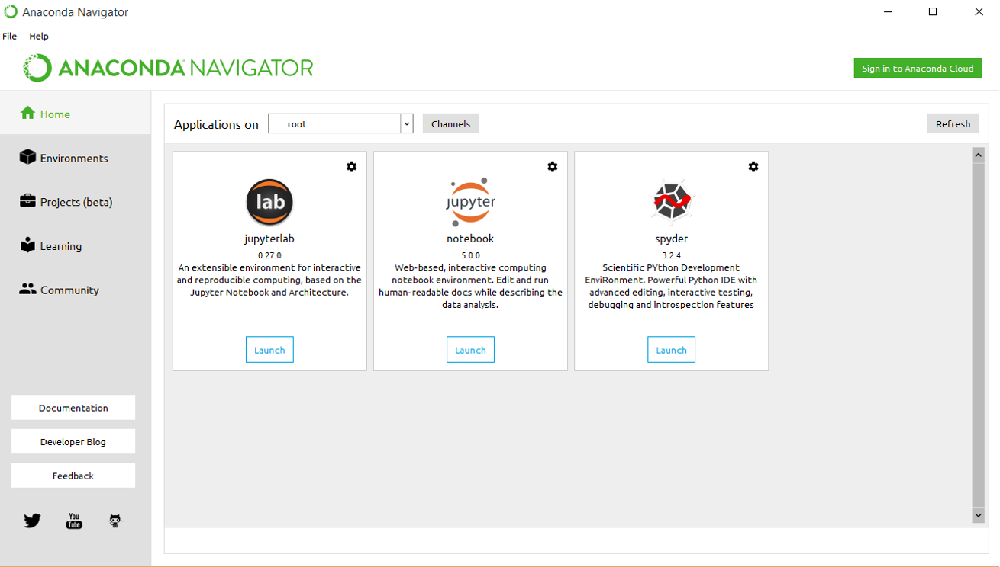 Anaconda Navigator
File Help
ANACONDA NAVIGATOR
Sign in to Anaconda Cloud
Home
Environments
Projects (beta)
Learning
Community
Documentation
Developer Blog
Feedback
You
Tube
Applications on root Channels Refresh
lab
jupyterlab
0.27.0
An extensible environment for interactive
and reproducible computing, based on the
Jupyter Notebook and Architecture.
Launch
jupyter
notebook
5.0.0
Web-based, interactive computing
notebook environment. Edit and run
human-readable docs while describing the
data analysis.
Launch
spyder
3.2.4
Scientific PYthon Development
EnviRonment. Powerful Python IDE with
advanced editing, interactive testing,
debugging and introspection features
Launch